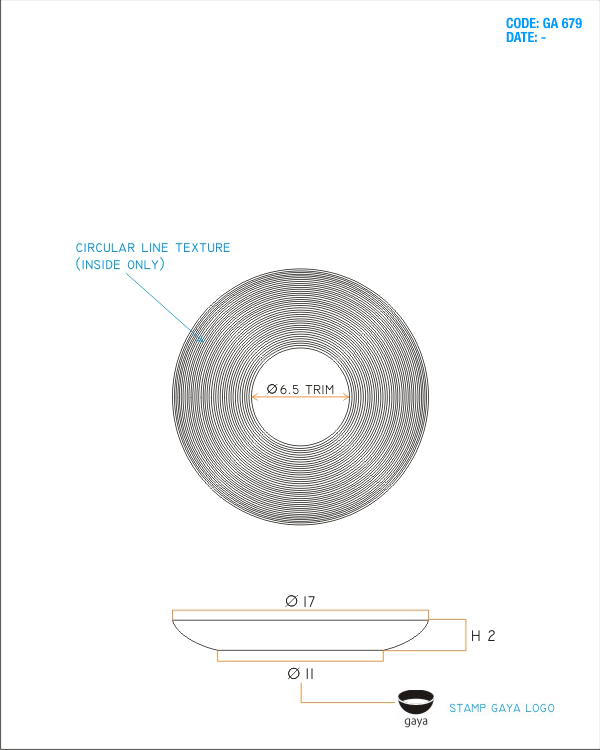 CODE: GA 679
DATE: -
CIRCULAR LINE TEXTURE
(INSIDE ONLY)
Ø6.5 TRIM
Ø 17
H 2
Ø 11
STAMP GAYA LOGO
gaya